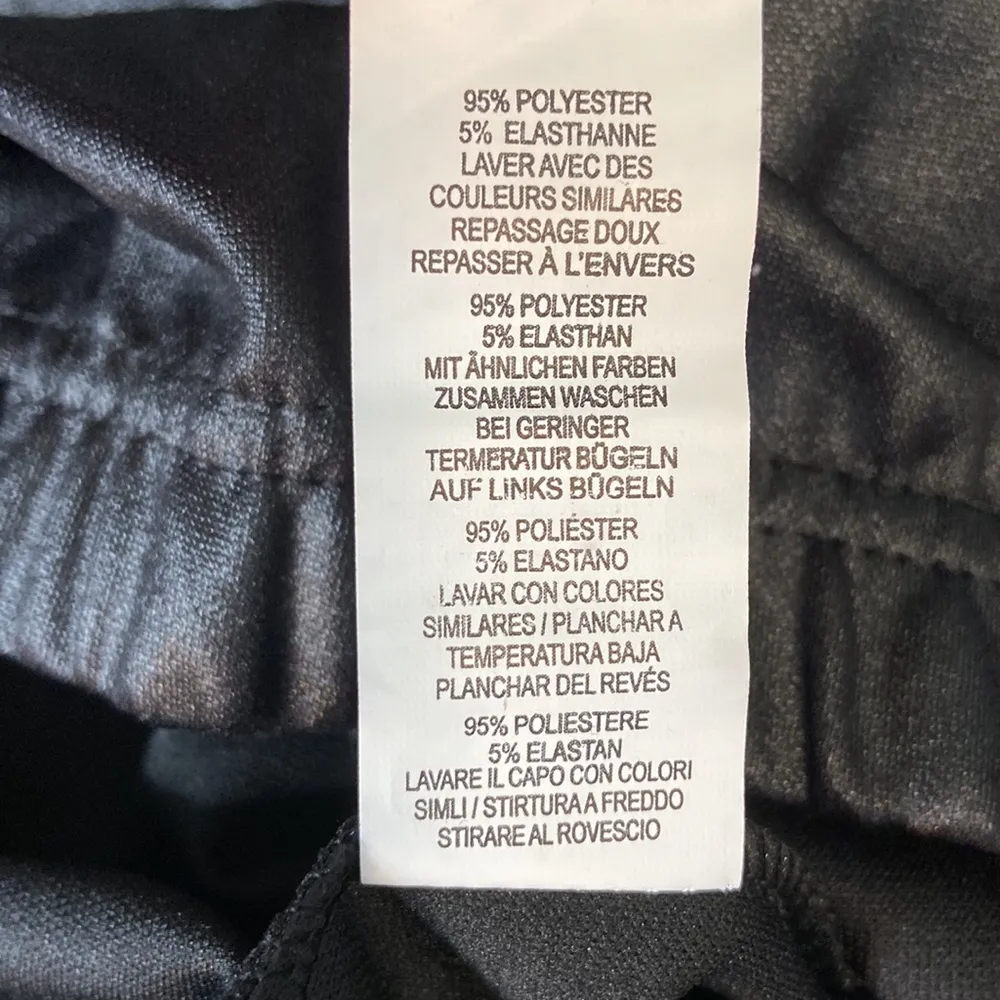 95% POLYESTER
5% ELASTHANNE
LAVER AVEC DES
COULEURS SIMILARES
REPASSAGE DOUX
REPASSER À L'ENVERS
95% POLYESTER
5% ELASTHAN
MIT ÄHNLICHEN FARBEN
ZUSAMMEN WASCHEN
BEI GERINGER
TERMERATUR BÜGELN
AUF LINKS BÜGELN
95% POLIÉSTER
5% ELASTANO
LAVAR CON COLORES
SIMILARES / PLANCHAR A
TEMPERATURA BAJA
PLANCHAR DEL REVÉS
95% POLIESTERE
5% ELASTAN
LAVARE IL CAPO CON COLORI
SIMLI / STIRTURA A FREDDO
STIRARE AL ROVESCIO